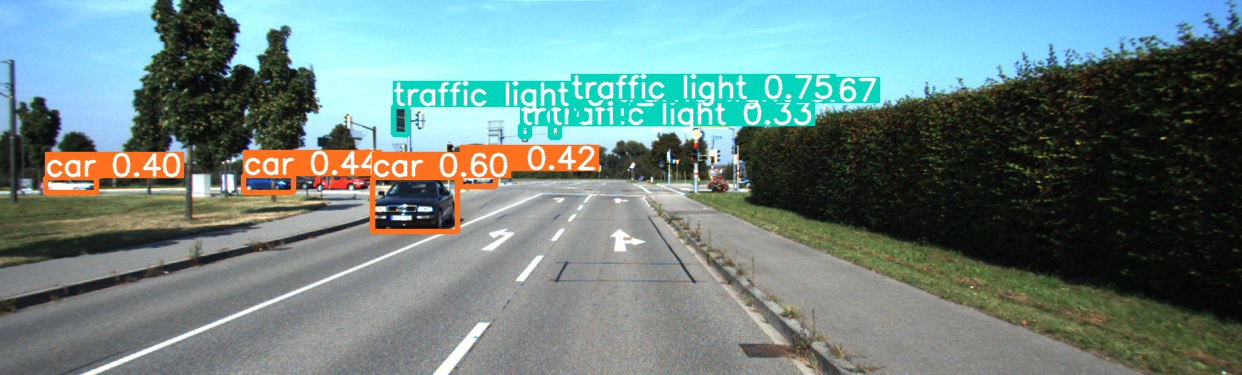 traffic light
traffic light 0.75
67
traffic light 0.33
car 0.40
car 0.44
car 0.60
0.42